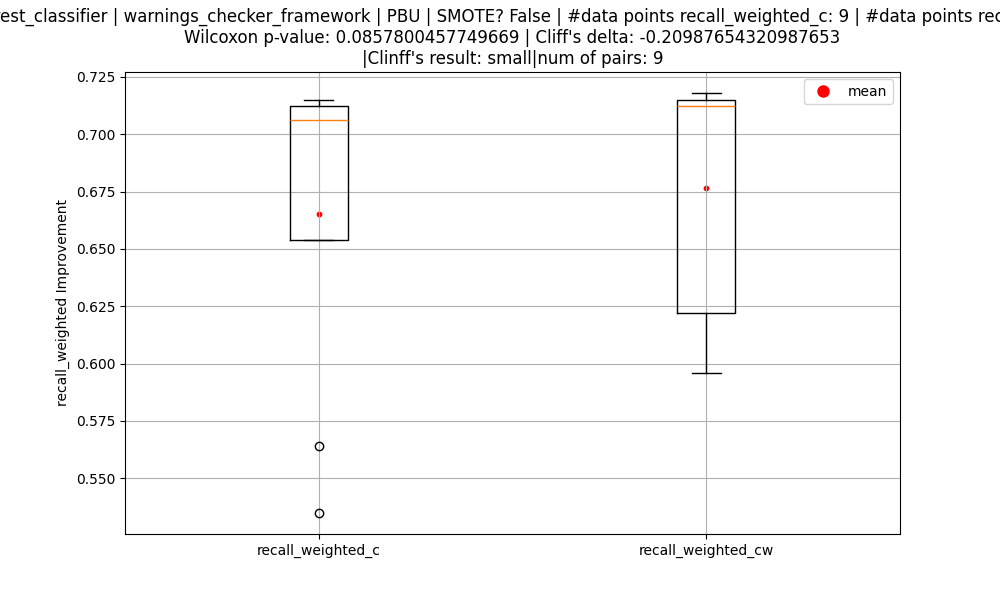 est_classifier | warnings_checker_framework | PBU | SMOTE? False | #data points recall_weighted_c: 9 | #data points rec
Wilcoxon p-value: 0.0857800457749669 | Cliff's delta: -0.20987654320987653
|Clinff's result: small|num of pairs: 9
mean
0.725
0.700
0.675
0.650
0.625
0.600
0.575
0.550
recall_weighted Improvement
recall_weighted_c
recall_weighted_cw